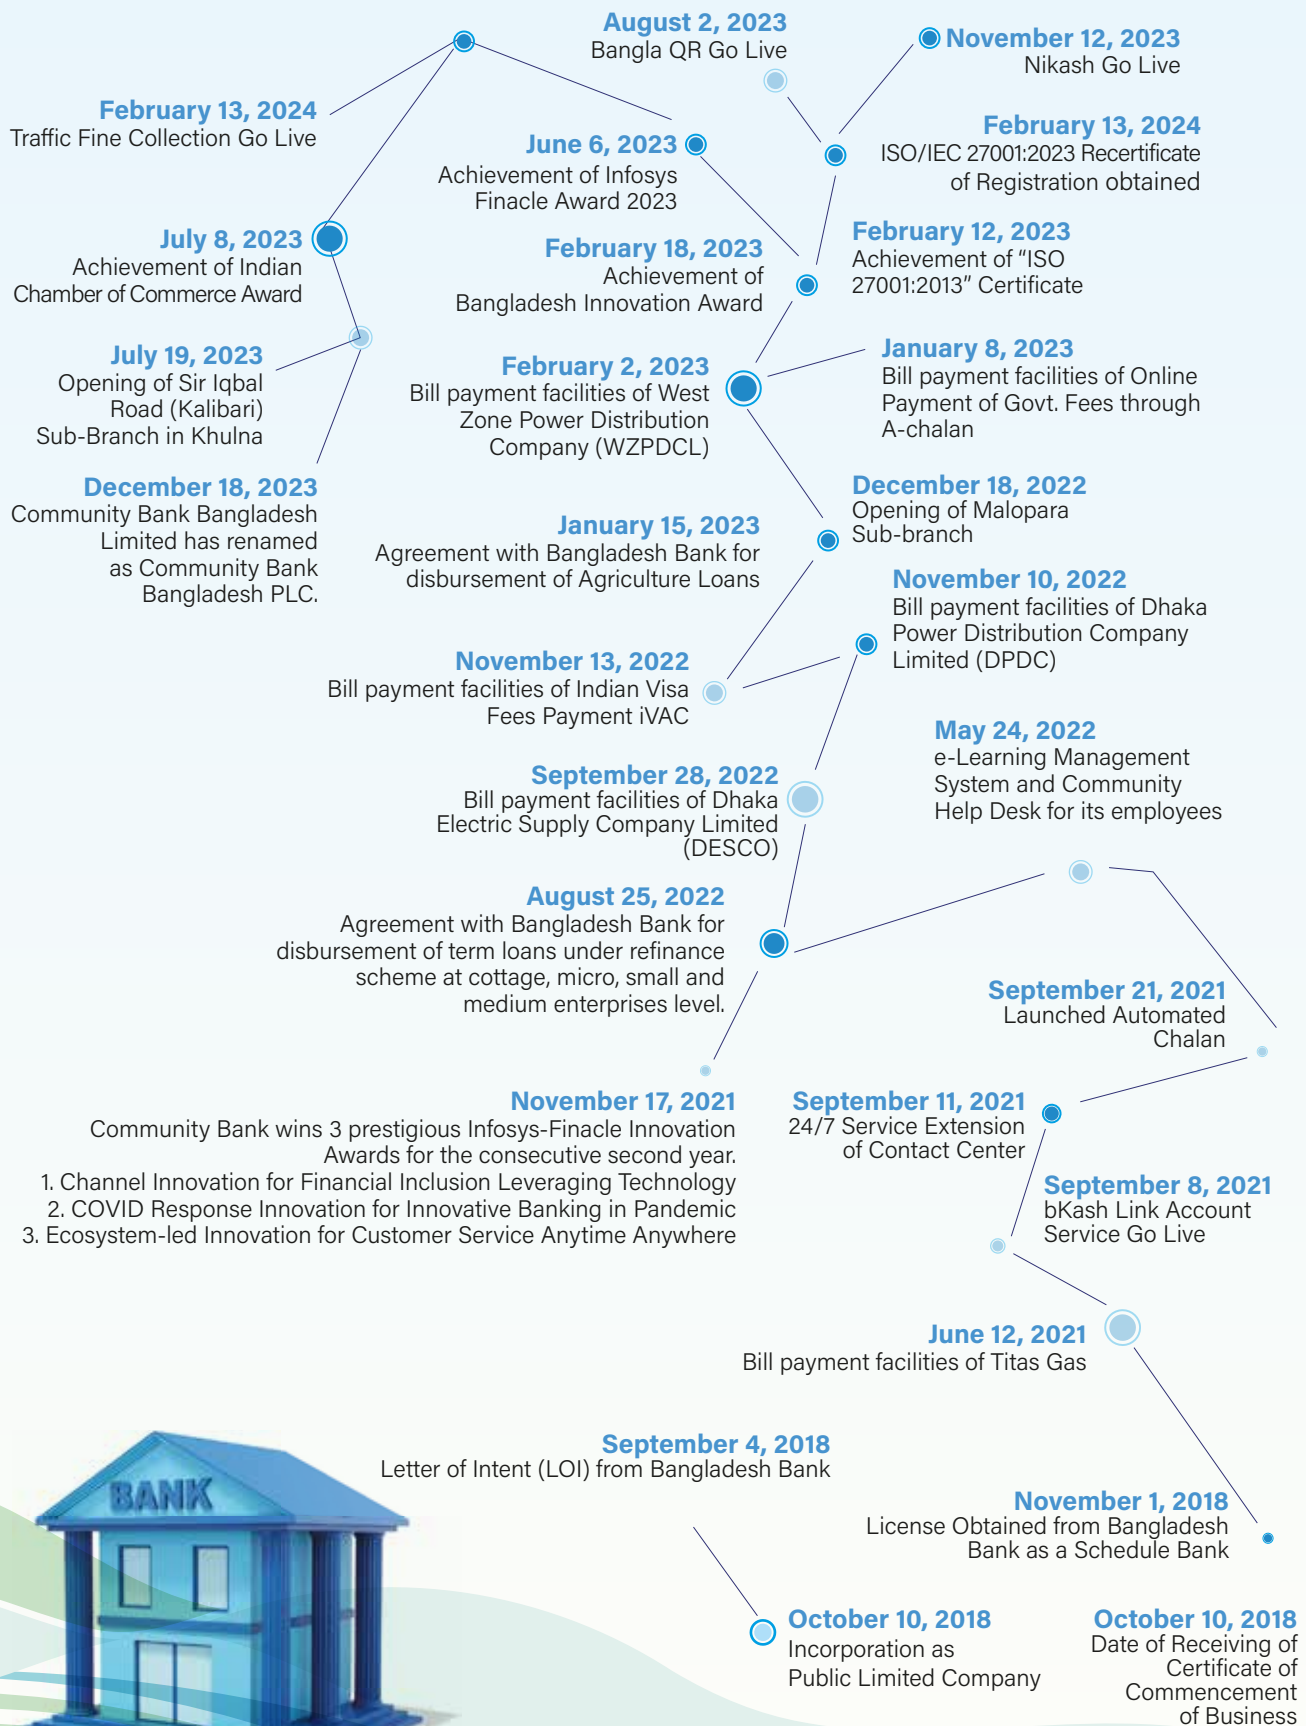 August 2, 2023
Bangla QR Go Live
November 12, 2023
Nikash Go Live
February 13, 2024
Traffic Fine Collection Go Live
June 6, 2023
Achievement of Infosys
Finacle Award 2023
February 13, 2024
ISO/IEC 27001:2023 Recertificate
of Registration obtained
July 8, 2023
Achievement of Indian
Chamber of Commerce Award
February 18, 2023
Achievement of
Bangladesh Innovation Award
February 12, 2023
Achievement of “ISO
27001:2013” Certificate
July 19, 2023
Opening of Sir Iqbal
Road (Kalibari)
Sub-Branch in Khulna
February 2, 2023
Bill payment facilities of West
Zone Power Distribution
Company (WZPDCL)
January 8, 2023
Bill payment facilities of Online
Payment of Govt. Fees through
A-chalan
December 18, 2023
Community Bank Bangladesh
Limited has renamed
as Community Bank
Bangladesh PLC.
January 15, 2023
Agreement with Bangladesh Bank for
disbursement of Agriculture Loans
December 18, 2022
Opening of Malopara
Sub-branch
November 10, 2022
Bill payment facilities of Dhaka
Power Distribution Company
Limited (DPDC)
November 13, 2022
Bill payment facilities of Indian Visa
Fees Payment iVAC
May 24, 2022
e-Learning Management
System and Community
Help Desk for its employees
September 28, 2022
Bill payment facilities of Dhaka
Electric Supply Company Limited
(DESCO)
August 25, 2022
Agreement with Bangladesh Bank for
disbursement of term loans under refinance
scheme at cottage, micro, small and
medium enterprises level.
September 21, 2021
Launched Automated
Chalan
November 17, 2021
Community Bank wins 3 prestigious Infosys-Finacle Innovation
Awards for the consecutive second year.
1. Channel Innovation for Financial Inclusion Leveraging Technology
2. COVID Response Innovation for Innovative Banking in Pandemic
3. Ecosystem-led Innovation for Customer Service Anytime Anywhere
September 11, 2021
24/7 Service Extension
of Contact Center
September 8, 2021
bKash Link Account
Service Go Live
June 12, 2021
Bill payment facilities of Titas Gas
September 4, 2018
Letter of Intent (LOI) from Bangladesh Bank
BANK
November 1, 2018
License Obtained from Bangladesh
Bank as a Schedule Bank
October 10, 2018
Incorporation as
Public Limited Company
October 10, 2018
Date of Receiving of
Certificate of
Commencement
of Business